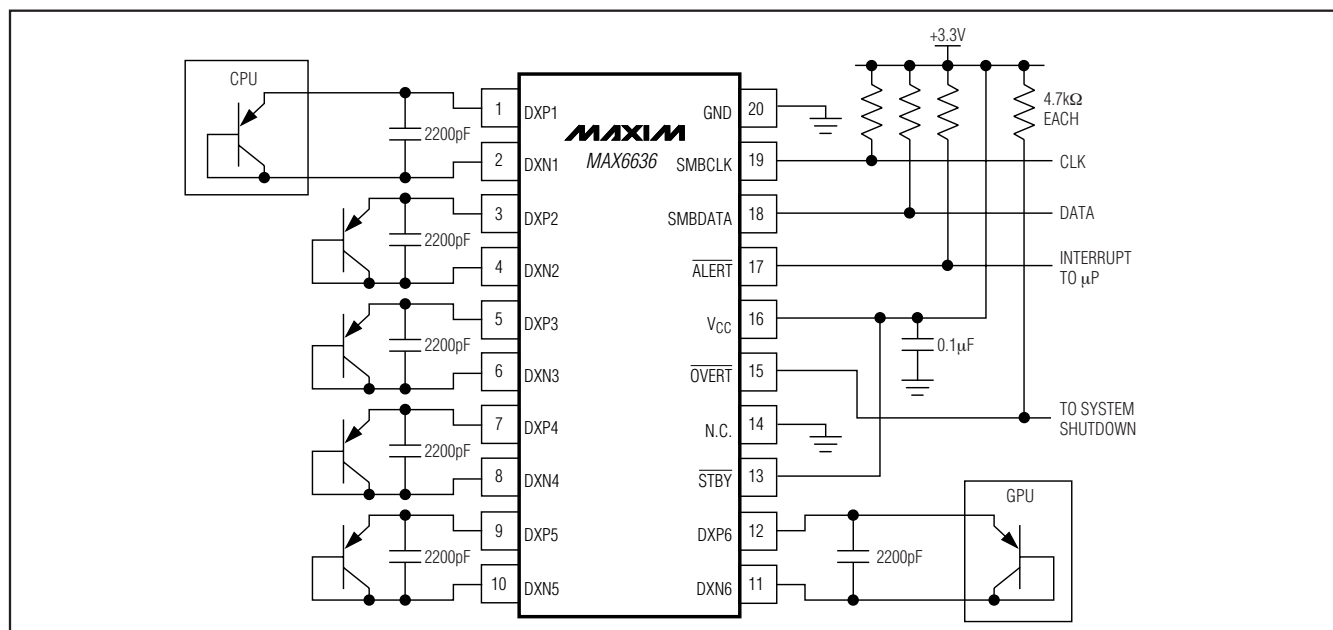 +3.3V
CPU
1
DXP1
2200pF
2
DXN1
3
DXP2
2200pF
4
DXN2
5
DXP3
2200pF
6
DXN3
7
DXP4
2200pF
8
DXN4
9
DXP5
2200pF
10
DXN5
MAXIM
MAX6636
GND
20
SMBCLK
19
SMBDATA
18
ALERT
17
VCC
16
OVERT
15
N.C.
14
STBY
13
DXP6
12
DXN6
11
4.7kΩ
EACH
CLK
DATA
INTERRUPT
TO µP
0.1µF
TO SYSTEM
SHUTDOWN
GPU
2200pF